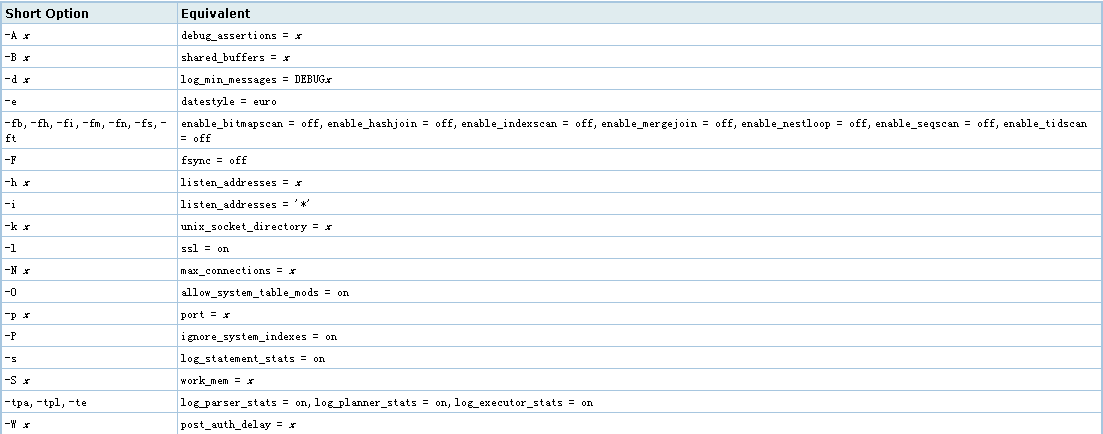 Short Option Equivalent
-A x debug_assertions = x
-B x shared_buffers = x
-d x log_min_messages = DEBUGx
-e datestyle = euro
-fb, -fh, -fi, -fm, -fn, -fs, - enable_bitmapscan = off, enable_hashjoin = off, enable_indexscan = off, enable_mergejoin = off, enable_nestloop = off, enable_seqscan = off, enable_tidscan
ft = off
-F fsync = off
-h x listen_addresses = x
-i listen_addresses = '*'
-k x unix_socket_directory = x
-l ssl = on
-N x max_connections = x
-O allow_system_table_mods = on
-p x port = x
-P ignore_system_indexes = on
-s log_statement_stats = on
-S x work_mem = x
-tpa, -tpl, -te log_parser_stats = on, log_planner_stats = on, log_executor_stats = on
-W x post_auth_delay = x